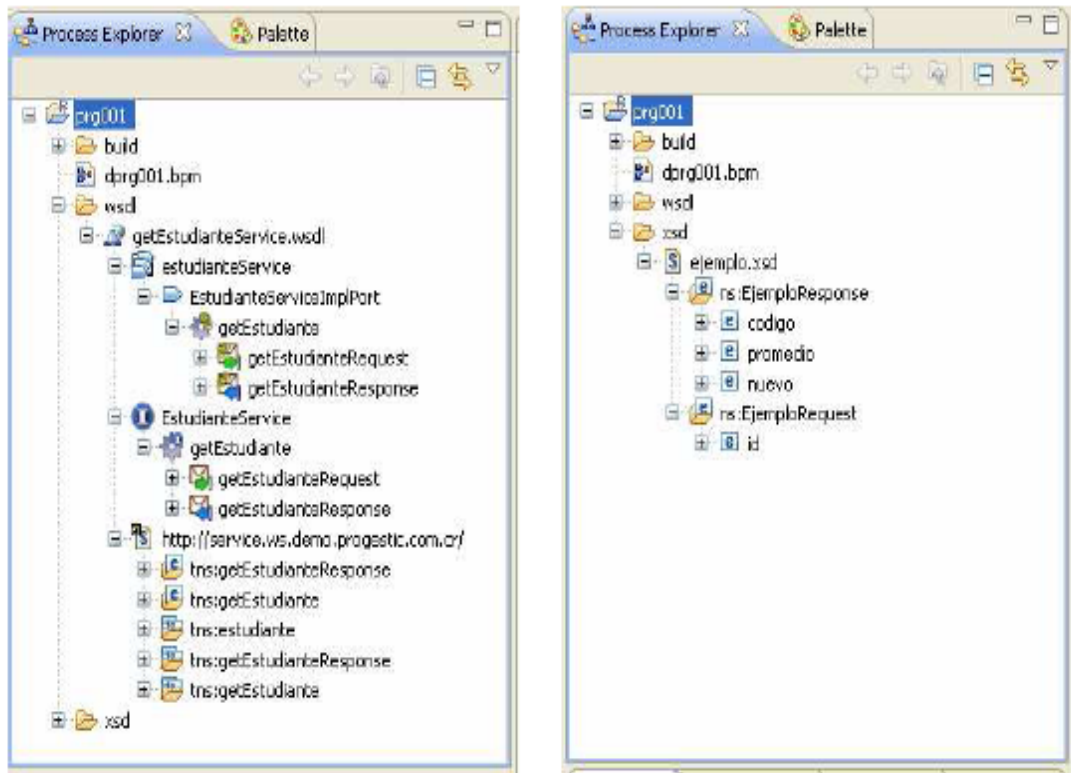 Process Explorer Palette
prg001
build
dprg001.bpm
wsdl
getEstudianteService.wsdl
estudianteService
EstudianteServiceImplPort
getEstudiante
getEstudianteRequest
getEstudianteResponse
EstudianteService
getEstudiante
getEstudianteRequest
getEstudianteResponse
http://service.ws.demo.progestic.com.cr/
tns:getEstudianteResponse
tns:getEstudiante
tns:estudiante
tns:getEstudianteResponse
tns:getEstudiante
xsd
Process Explorer Palette
prg001
build
dprg001.bpm
wsdl
xsd
ejemplo.xsd
ns:EjemploResponse
codigo
promedio
nuevo
ns:EjemploRequest
id